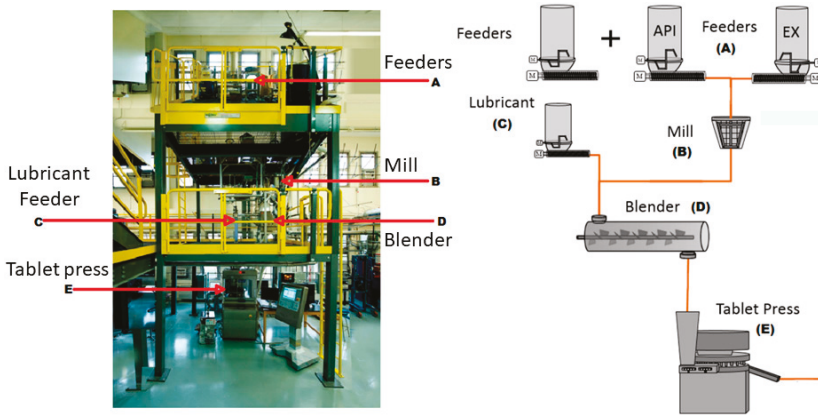 Feeders
A
Lubricant
Feeder
C
Mill
B
D
Blender
Tablet press
E
Feeders
+
API
Feeders
(A)
EX
M
M
M
Lubricant
(C)
M
Mill
(B)
Blender (D)
Tablet Press
(E)